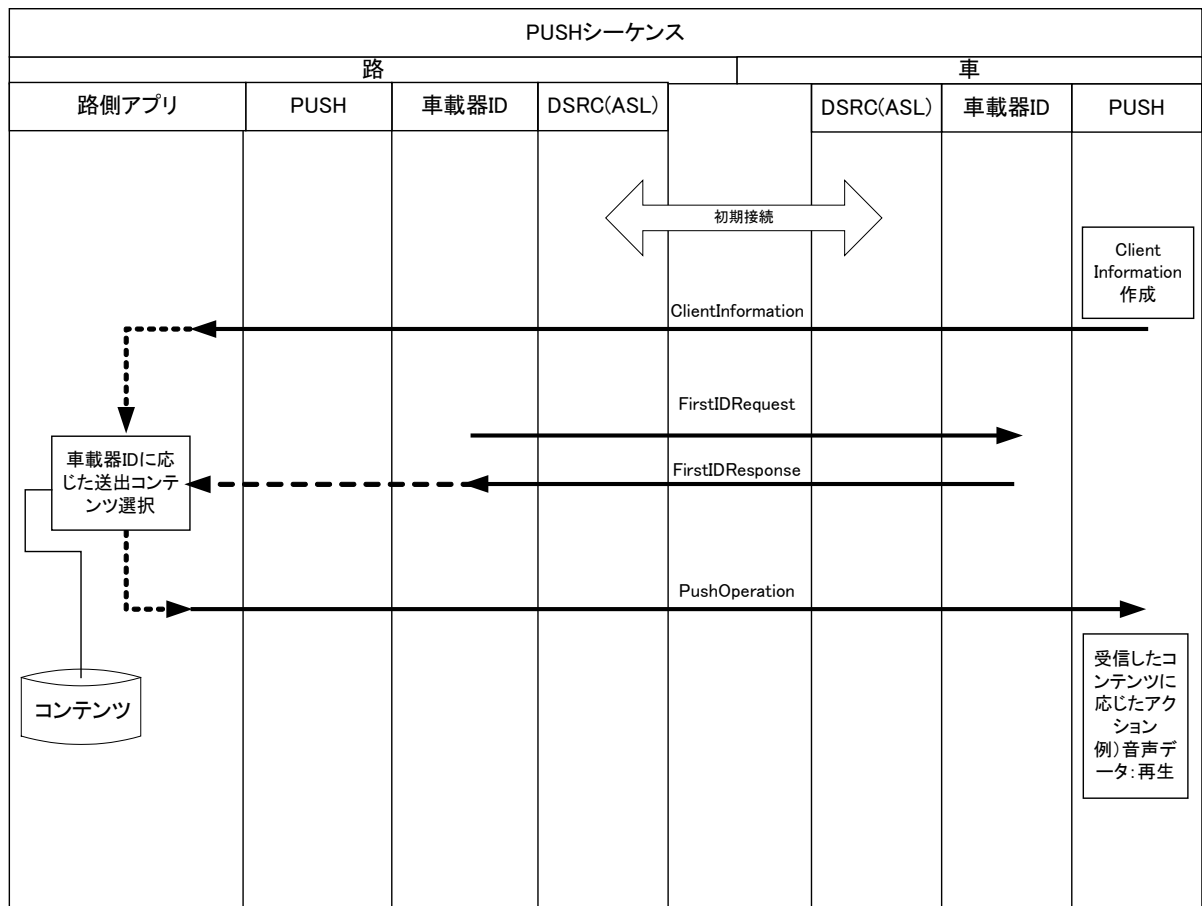 PUSHシーケンス
路
車
路側アプリ
PUSH
車載器ID
DSRC(ASL)
DSRC(ASL)
車載器ID
PUSH
初期接続
Client
Information
作成
ClientInformation
FirstIDRequest
車載器IDに応
じた送出コンテ
ンツ選択
FirstIDResponse
PushOperation
コンテンツ
受信したコ
ンテンツに
応じたアク
ション
例)音声デ
ータ:再生